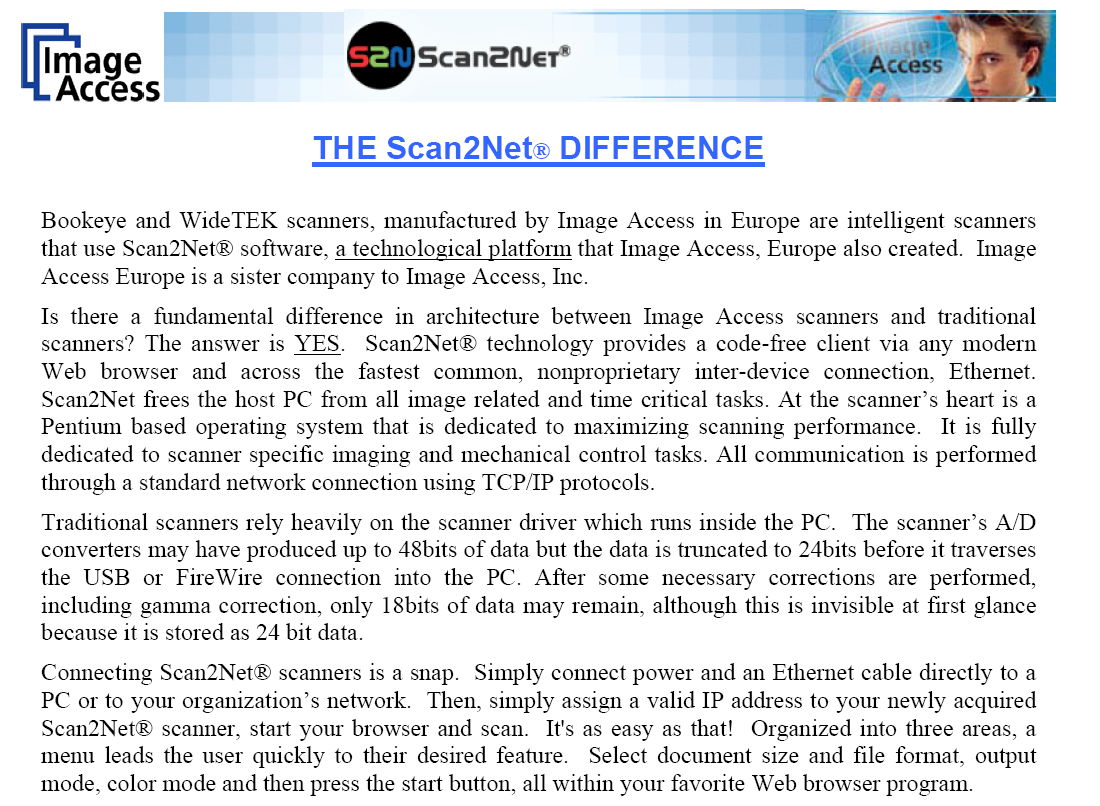 Image
Access
S2N Scan2Net®
Image
Access
THE Scan2Net® DIFFERENCE
Bookeye and WideTEK scanners, manufactured by Image Access in Europe are intelligent scanners
that use Scan2Net® software, a technological platform that Image Access, Europe also created.  Image
Access Europe is a sister company to Image Access, Inc.
Is there a fundamental difference in architecture between Image Access scanners and traditional
scanners? The answer is YES.  Scan2Net® technology provides a code-free client via any modern
Web browser and across the fastest common, nonproprietary inter-device connection, Ethernet.
Scan2Net frees the host PC from all image related and time critical tasks. At the scanner’s heart is a
Pentium based operating system that is dedicated to maximizing scanning performance.  It is fully
dedicated to scanner specific imaging and mechanical control tasks. All communication is performed
through a standard network connection using TCP/IP protocols.
Traditional scanners rely heavily on the scanner driver which runs inside the PC.  The scanner’s A/D
converters may have produced up to 48bits of data but the data is truncated to 24bits before it traverses
the USB or FireWire connection into the PC. After some necessary corrections are performed,
including gamma correction, only 18bits of data may remain, although this is invisible at first glance
because it is stored as 24 bit data.
Connecting Scan2Net® scanners is a snap.  Simply connect power and an Ethernet cable directly to a
PC or to your organization’s network.  Then, simply assign a valid IP address to your newly acquired
Scan2Net® scanner, start your browser and scan.  It's as easy as that!  Organized into three areas, a
menu leads the user quickly to their desired feature.  Select document size and file format, output
mode, color mode and then press the start button, all within your favorite Web browser program.